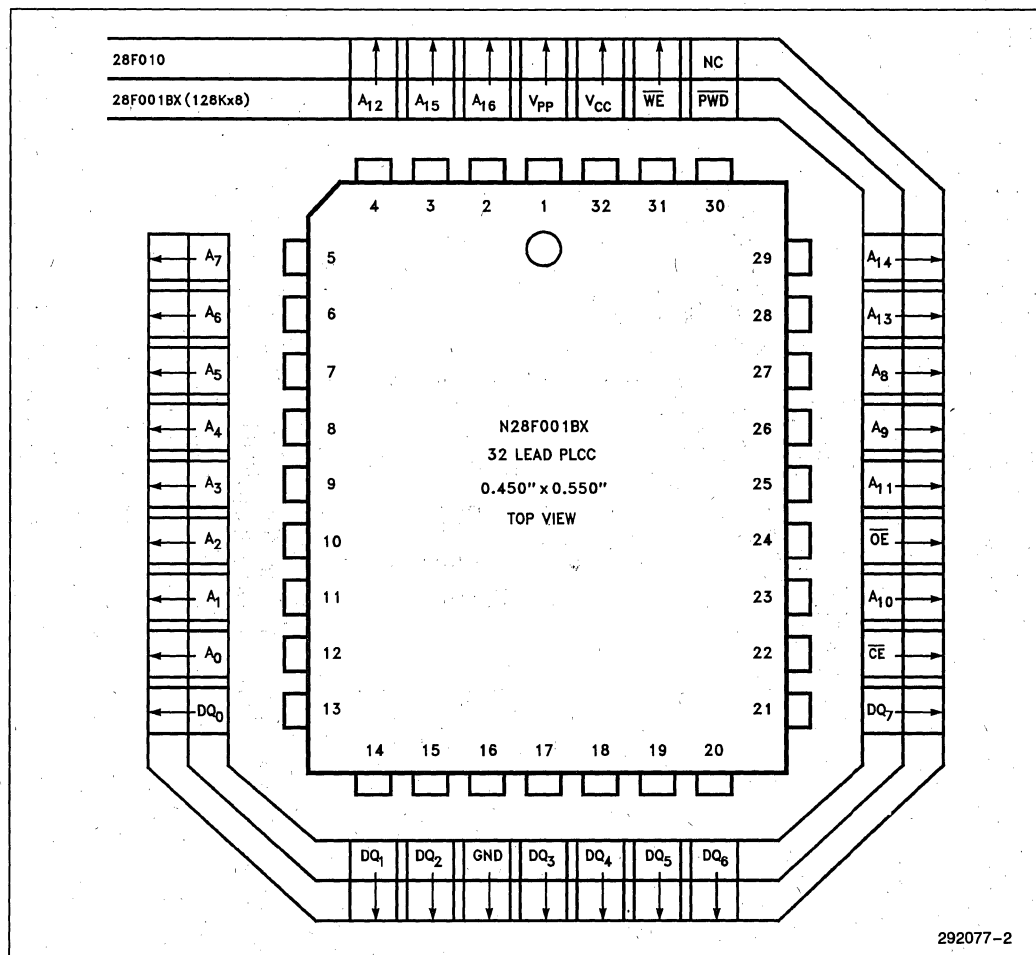 28F010 NC
28F001BX (128Kx8) A12 A15 A16 VPP VCC W̅E̅ P̅W̅D̅
4 3 2 1 32 31 30
A7 5 29 A14
A6 6 28 A13
A5 7 27 A8
A4 8 26 A9
N28F001BX
32 LEAD PLCC
A3 9 25 A11
0.450" x 0.550"
TOP VIEW
A2 10 24 O̅E̅
A1 11 23 A10
A0 12 22 C̅E̅
DQ0 13 21 DQ7
14 15 16 17 18 19 20
DQ1 DQ2 GND DQ3 DQ4 DQ5 DQ6
292077-2